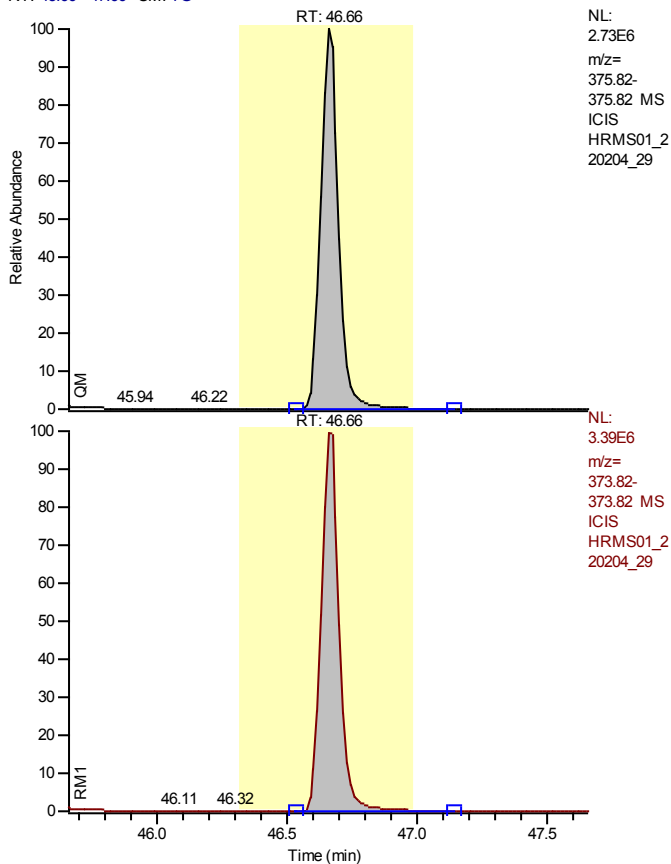 RT: 46.66
NL:
2.73E6
m/z=
375.82-
375.82 MS
ICIS
HRMS01_2
20204_29
100
90
80
70
60
50
40
30
20
10
0
Relative Abundance
QM
45.94 46.22
RT: 46.66
NL:
3.39E6
m/z=
373.82-
373.82 MS
ICIS
HRMS01_2
20204_29
100
90
80
70
60
50
40
30
20
10
0
RM1
46.11 46.32
46.0 46.5 47.0 47.5
Time (min)